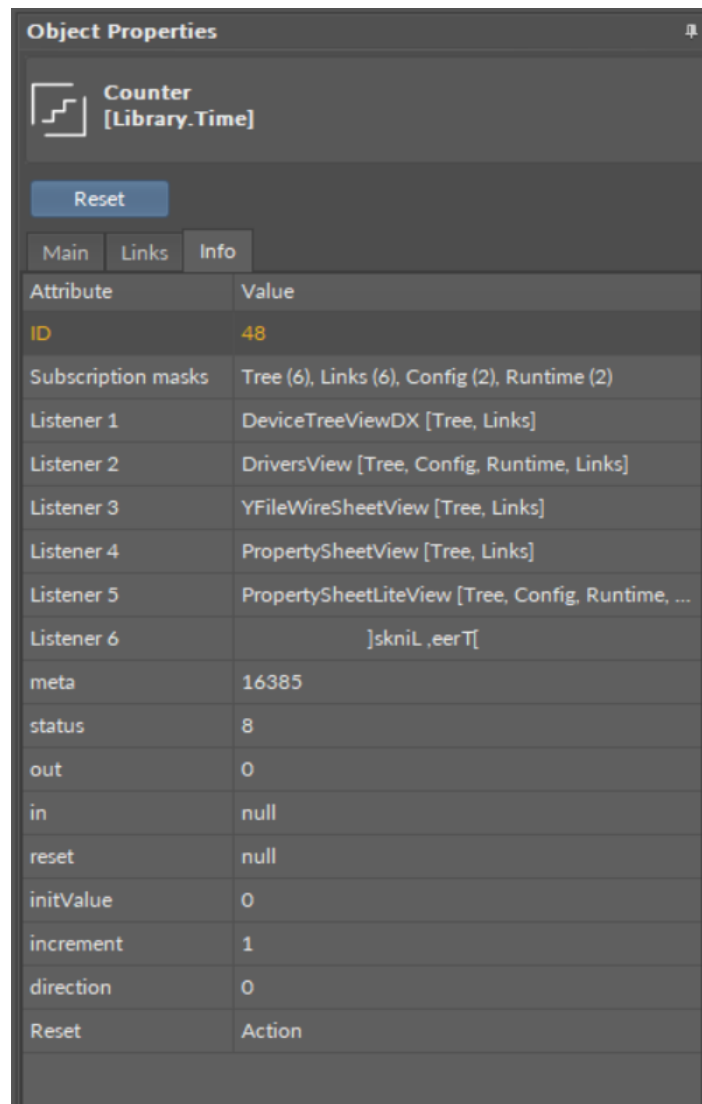 Object Properties
Counter
[Library.Time]
Reset
Main Links Info
Attribute Value
ID 48
Subscription masks Tree (6), Links (6), Config (2), Runtime (2)
Listener 1 DeviceTreeViewDX [Tree, Links]
Listener 2 DriversView [Tree, Config, Runtime, Links]
Listener 3 YFileWireSheetView [Tree, Links]
Listener 4 PropertySheetView [Tree, Links]
Listener 5 PropertySheetLiteView [Tree, Config, Runtime, ...
Listener 6 ]skniL ,eerT[
meta 16385
status 8
out 0
in null
reset null
initValue 0
increment 1
direction 0
Reset Action